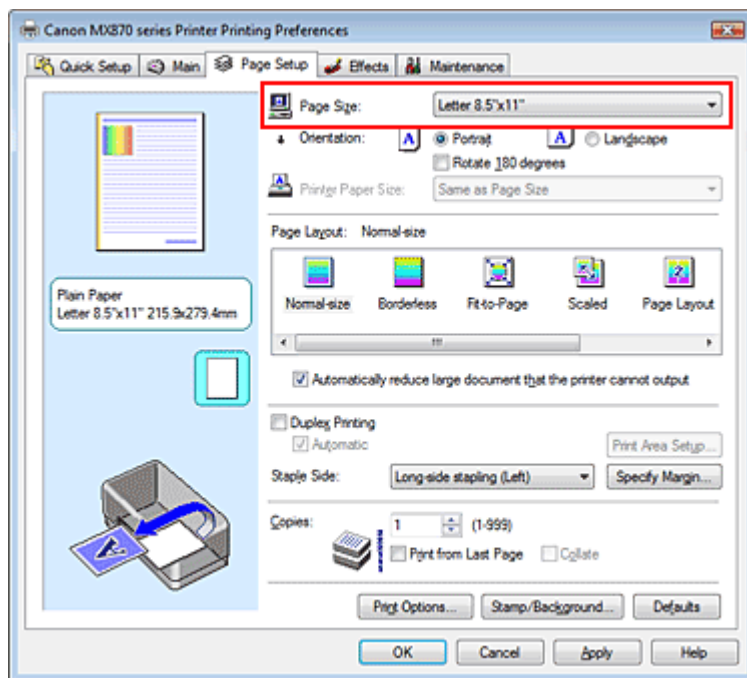 Canon MX870 series Printer Printing Preferences
Quick Setup Main Page Setup Effects Maintenance
Page Size: Letter 8.5"x11"
Orientation: A Portrait A Landscape
Rotate 180 degrees
Printer Paper Size: Same as Page Size
Page Layout: Normal-size
Normal-size Borderless Fit-to-Page Scaled Page Layout
Plain Paper
Letter 8.5"x11" 215.9x279.4mm
Automatically reduce large document that the printer cannot output
Duplex Printing
Automatic Print Area Setup...
Staple Side: Long-side stapling (Left) Specify Margin...
Copies: 1 (1-999)
Print from Last Page Collate
Print Options... Stamp/Background... Defaults
OK Cancel Apply Help